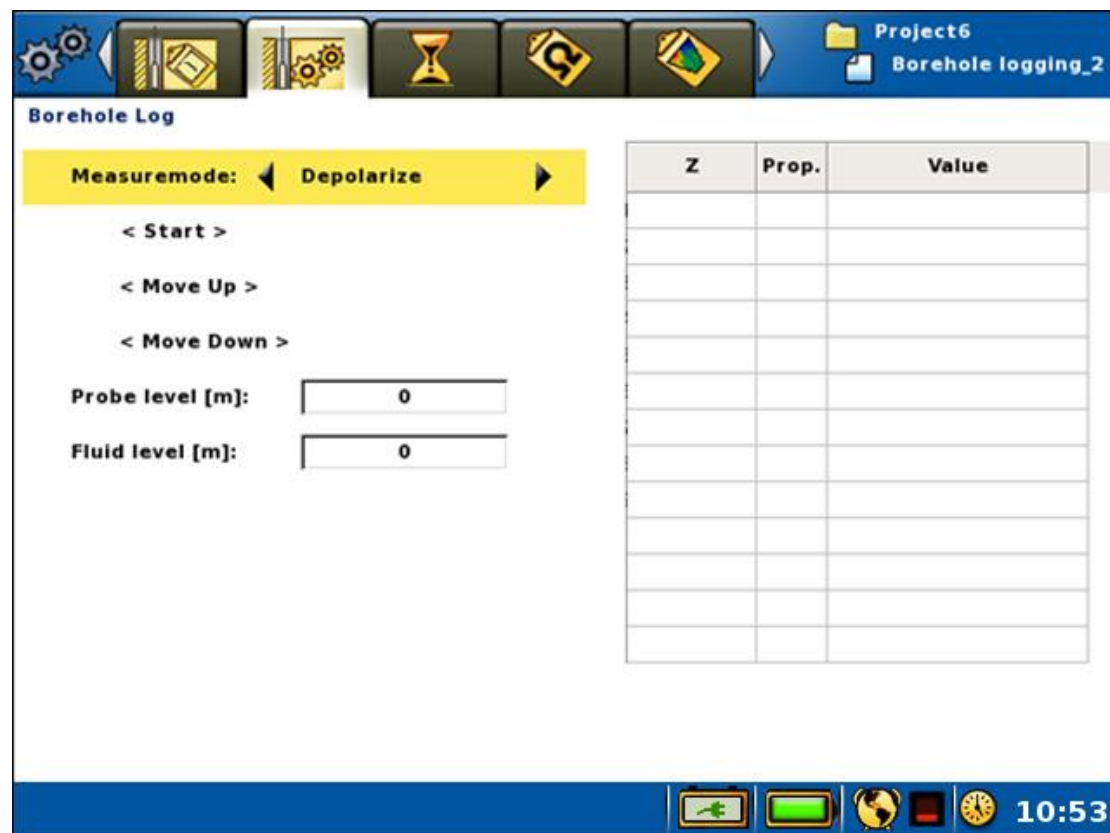 Project6
Borehole logging_2
Borehole Log
Measuremode: Depolarize
< Start >
< Move Up >
< Move Down >
Probe level [m]: 0
Fluid level [m]: 0
Z Prop. Value
10:53